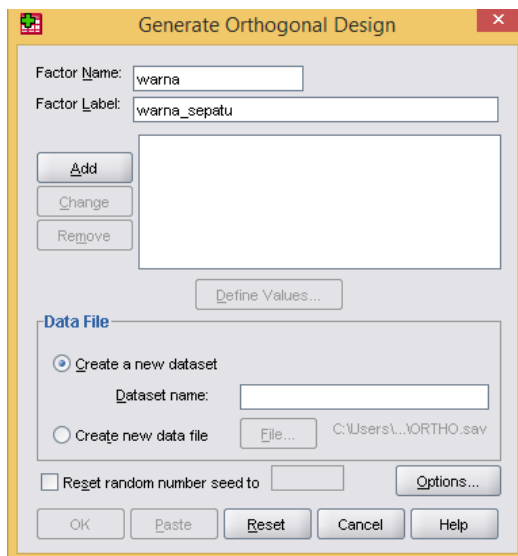 Generate Orthogonal Design
Factor Name: warna
Factor Label: warna_sepatu
Add
Change
Remove
Define Values...
Data File
Create a new dataset
Dataset name:
Create new data file File... C:\Users\...\ORTHO.sav
Reset random number seed to Options...
OK Paste Reset Cancel Help